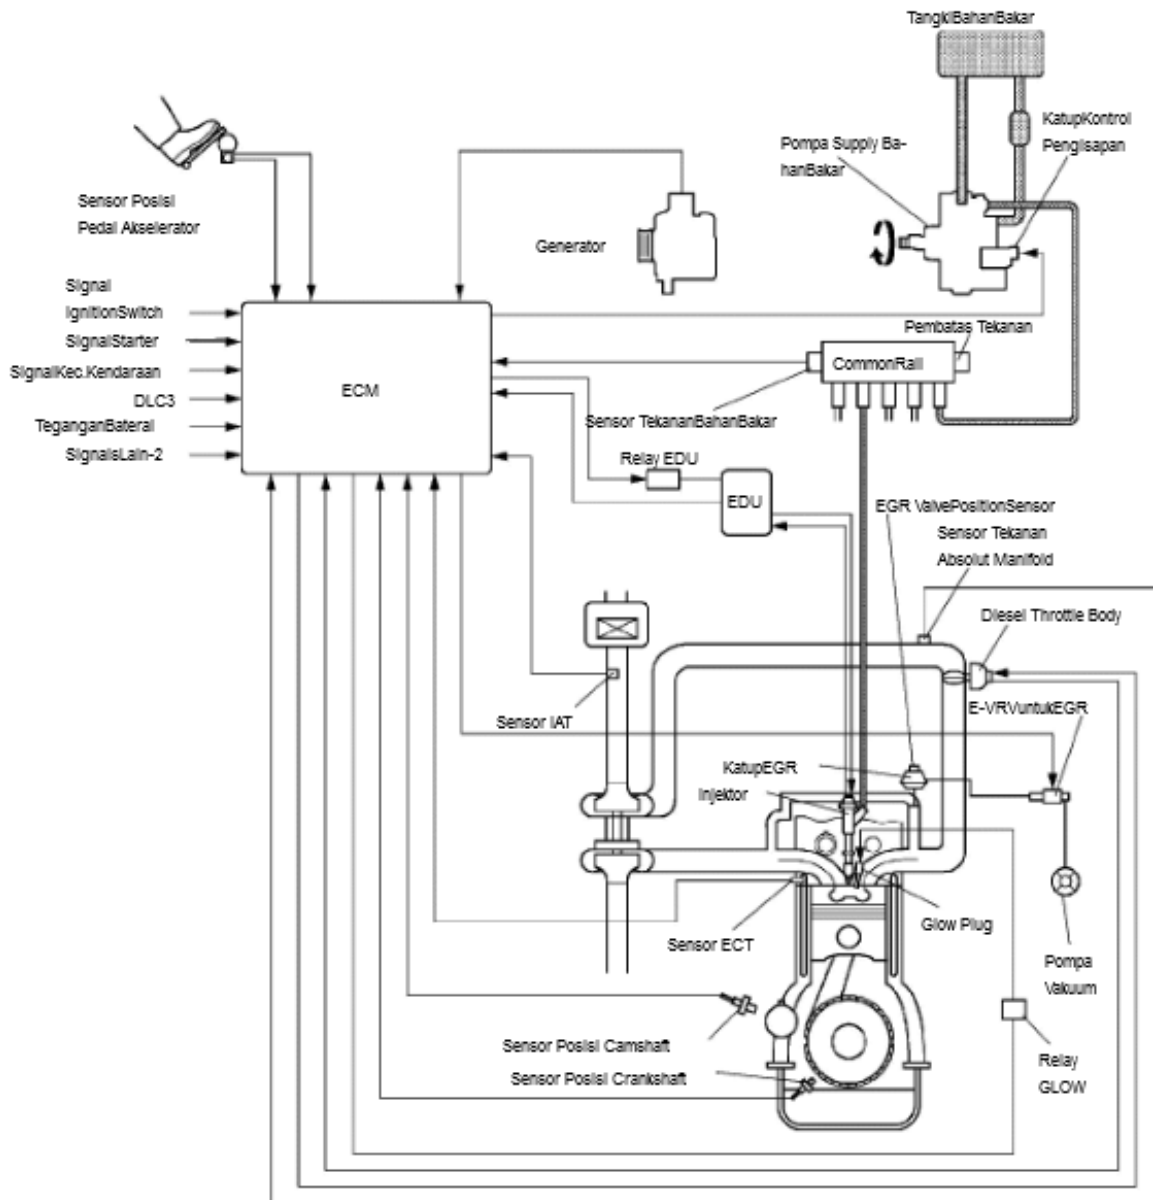 TangkiBahanBakar
KatupKontrol
Pengisapan
Pompa Supply Ba-
hanBakar
Sensor Posisi
Pedal Akselerator
Generator
Signal
IgnitionSwitch
SignalStarter
SignalKec.Kendaraan
DLC3
TeganganBaterai
SignalsLain-2
ECM
Pembatas Tekanan
CommonRail
Sensor TekananBahanBakar
Relay EDU
EDU
EGR ValvePositionSensor
Sensor Tekanan
Absolut Manifold
Diesel Throttle Body
Sensor IAT
E-VRVuntukEGR
KatupEGR
Injektor
Glow Plug
Sensor ECT
Pompa
Vakuum
Sensor Posisi Camshaft
Sensor Posisi Crankshaft
Relay
GLOW